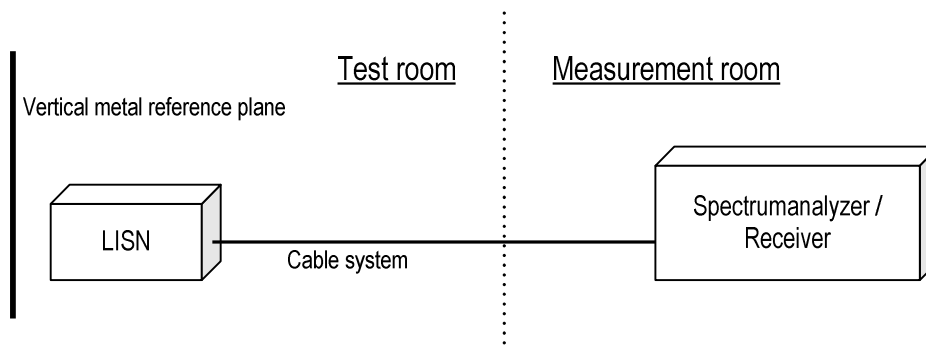 Test room
Measurement room
Vertical metal reference plane
LISN
Cable system
Spectrumanalyzer /
Receiver